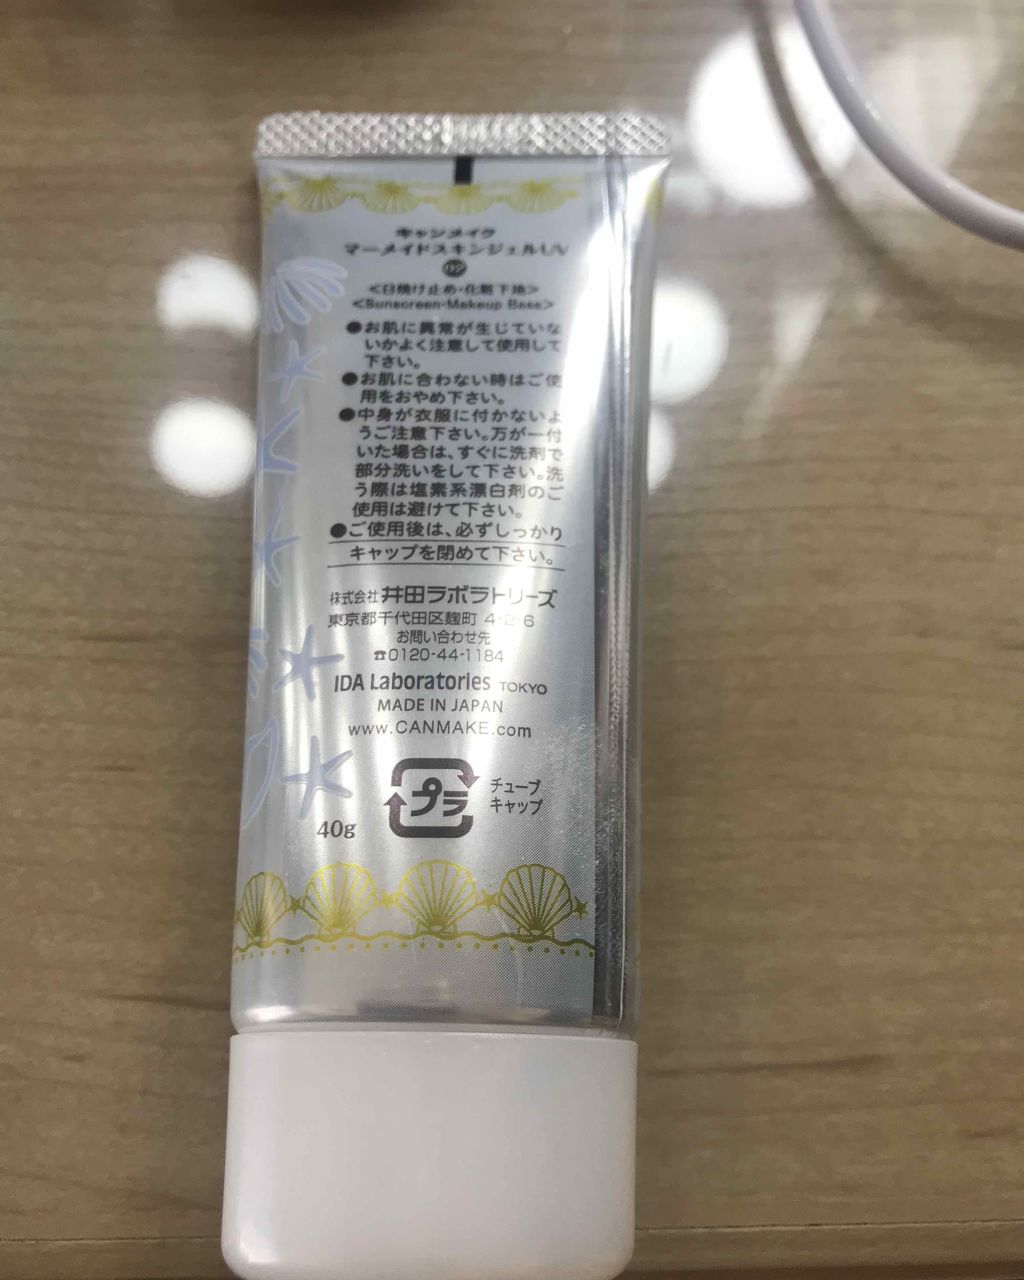 キャンメイク
マーメイドスキンジェルUV
02
<日焼け止め・化粧下地>
<Sunscreen・Makeup Base>
●お肌に異常が生じていな
いかよく注意して使用して
下さい。
●お肌に合わない時はご使
用をおやめ下さい。
●中身が衣服に付かないよ
うご注意下さい。万が一付
いた場合は、すぐに洗剤で
部分洗いをして下さい。洗
う際は塩素系漂白剤のご
使用は避けて下さい。
●ご使用後は、必ずしっかり
キャップを閉めて下さい。
株式会社 井田ラボラトリーズ
東京都千代田区麹町 4-2-6
お問い合わせ先
☎0120-44-1184
IDA Laboratories TOKYO
MADE IN JAPAN
www.CANMAKE.com
プラ
チューブ
キャップ
40g